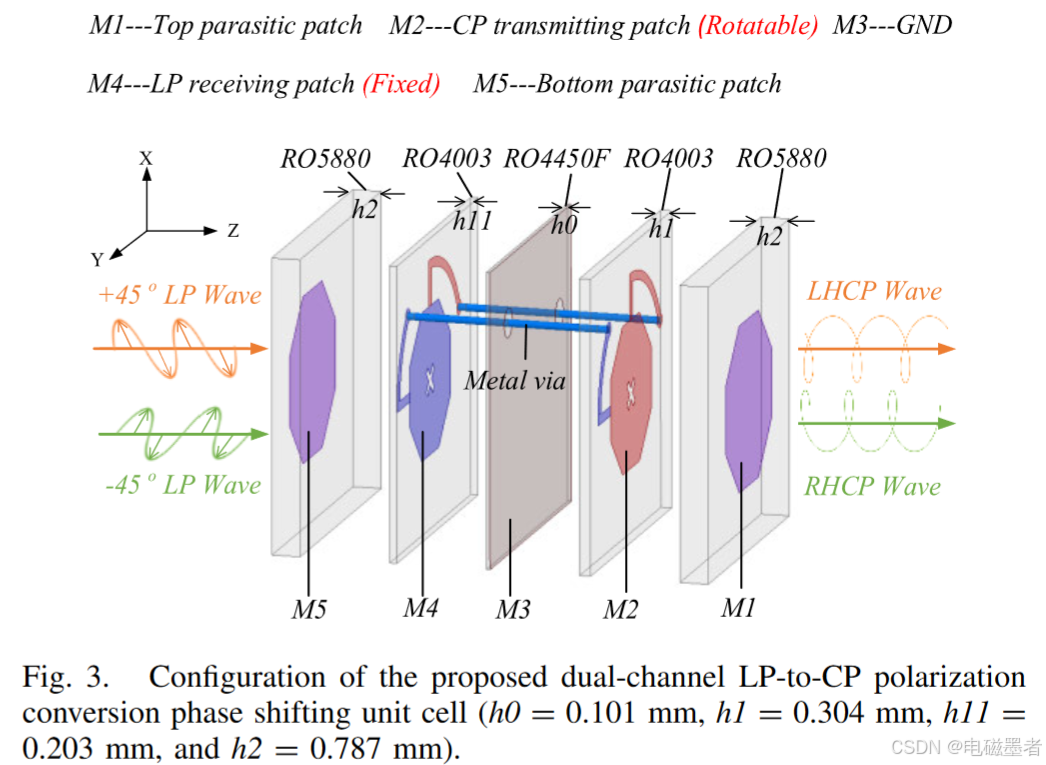 M1---Top parasitic patch M2---CP transmitting patch (Rotatable) M3---GND
M4---LP receiving patch (Fixed) M5---Bottom parasitic patch
RO5880 RO4003 RO4450F RO4003 RO5880
h2 h11 h0 h1 h2
X
Z
Y
+45 ° LP Wave
LHCP Wave
Metal via
-45 ° LP Wave
RHCP Wave
M5 M4 M3 M2 M1
Fig. 3. Configuration of the proposed dual-channel LP-to-CP polarization
conversion phase shifting unit cell (h0 = 0.101 mm, h1 = 0.304 mm, h11 =
0.203 mm, and h2 = 0.787 mm).
CSDN @电磁墨者